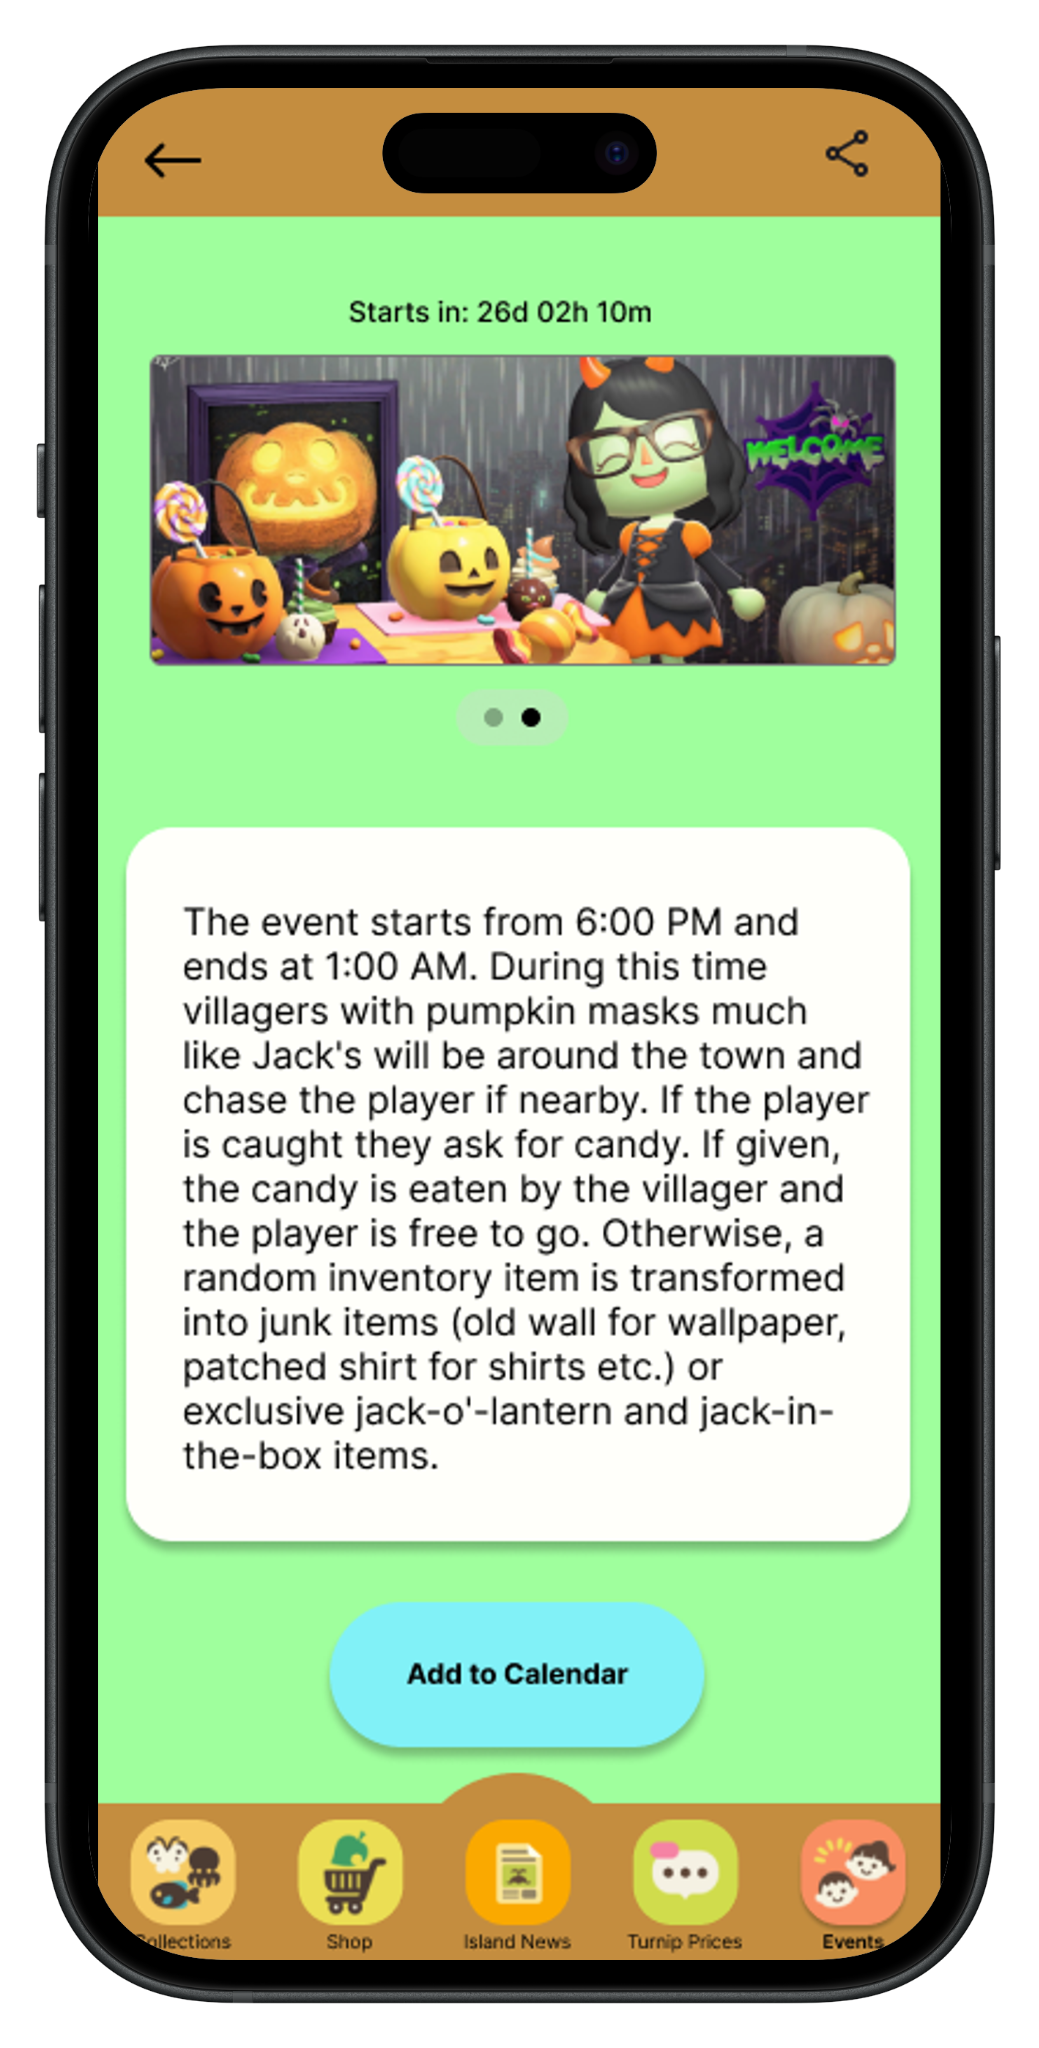 Starts in: 26d 02h 10m
WELCOME
The event starts from 6:00 PM and
ends at 1:00 AM. During this time
villagers with pumpkin masks much
like Jack's will be around the town and
chase the player if nearby. If the player
is caught they ask for candy. If given,
the candy is eaten by the villager and
the player is free to go. Otherwise, a
random inventory item is transformed
into junk items (old wall for wallpaper,
patched shirt for shirts etc.) or
exclusive jack-o'-lantern and jack-in-
the-box items.
Add to Calendar
Collections
Shop
Island News
Turnip Prices
Events